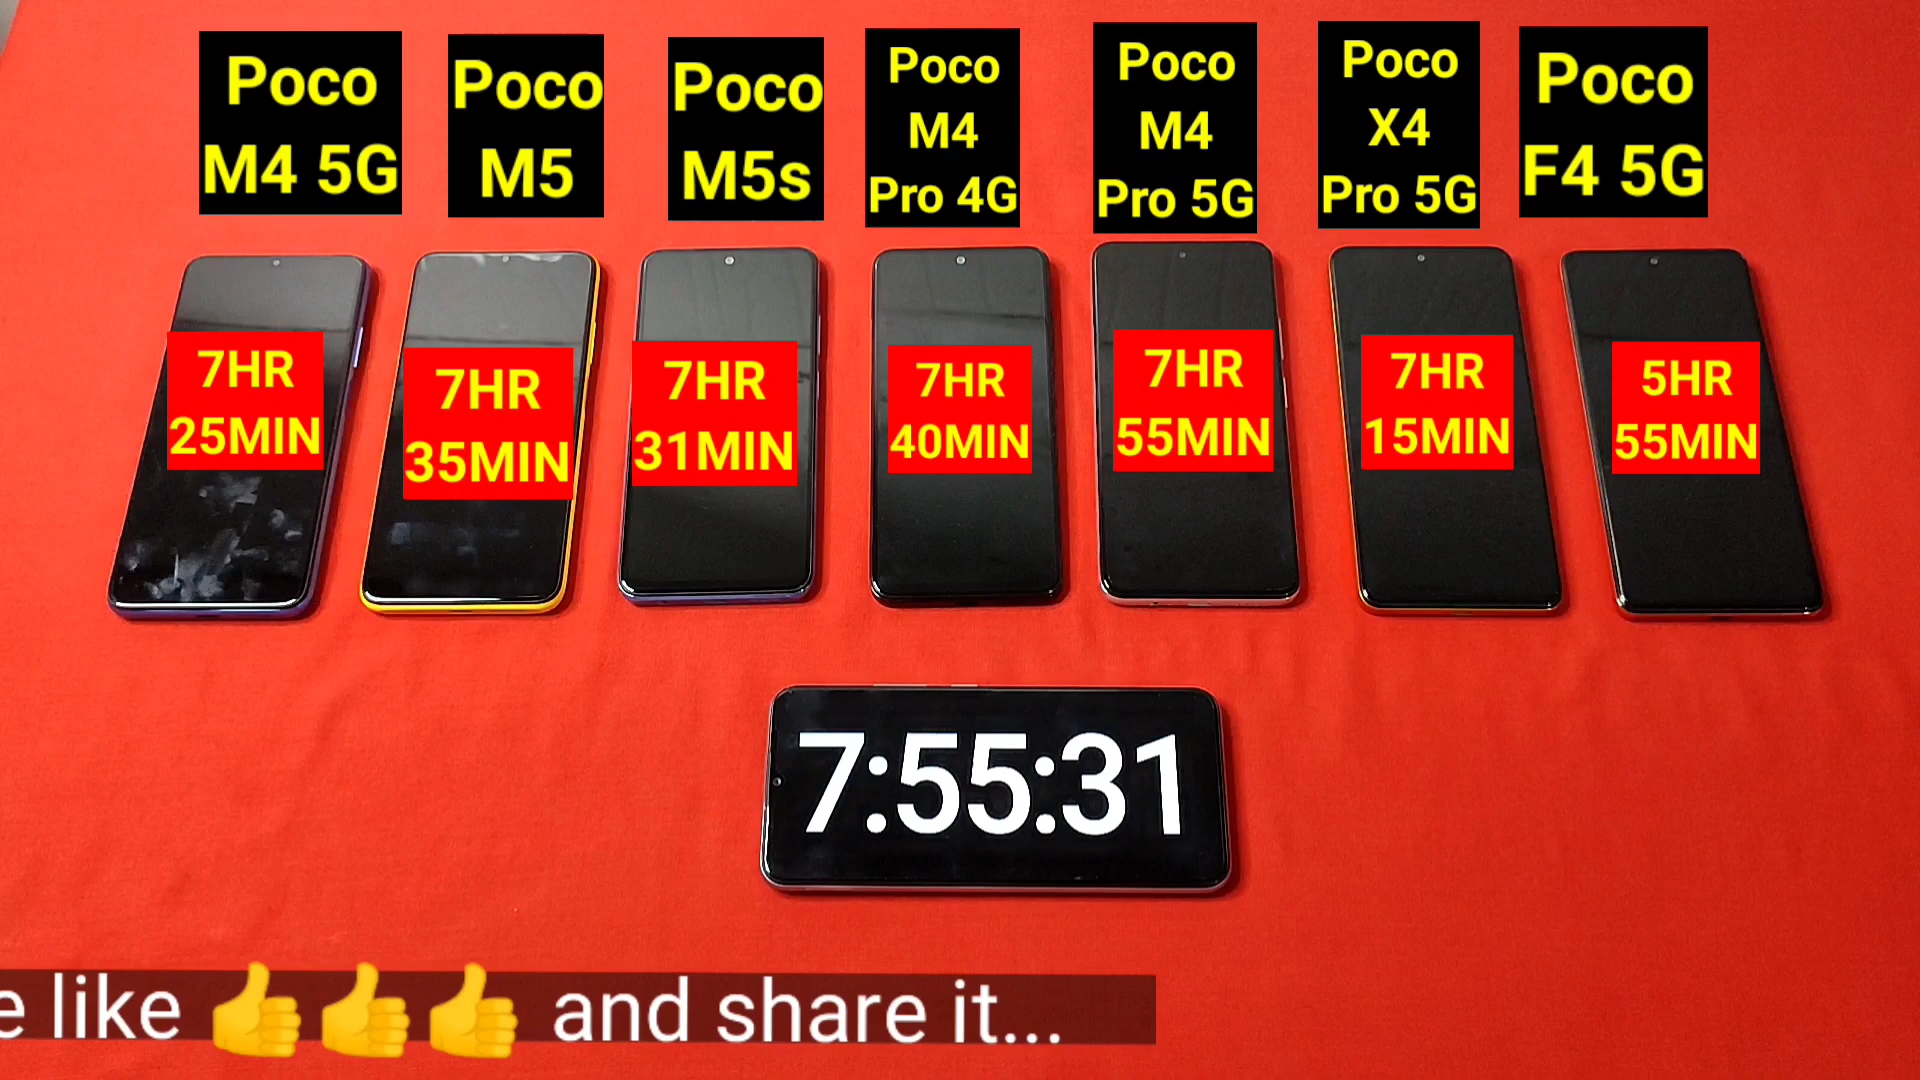 Poco
M4 5G
Poco
M5
Poco
M5s
Poco
M4
Pro 4G
Poco
M4
Pro 5G
Poco
X4
Pro 5G
Poco
F4 5G
7HR
25MIN
7HR
35MIN
7HR
31MIN
7HR
40MIN
7HR
55MIN
7HR
15MIN
5HR
55MIN
7:55:31
e like 👍👍👍 and share it...